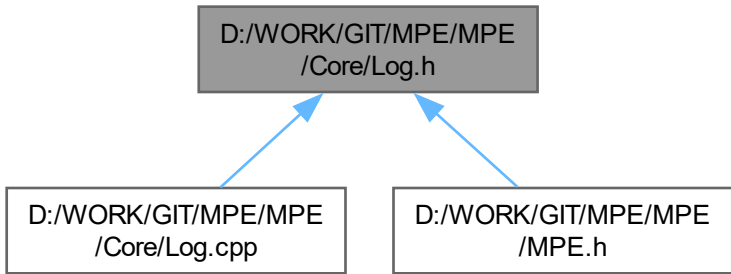 D:/WORK/GIT/MPE/MPE
/Core/Log.h
D:/WORK/GIT/MPE/MPE
/Core/Log.cpp
D:/WORK/GIT/MPE/MPE
/MPE.h